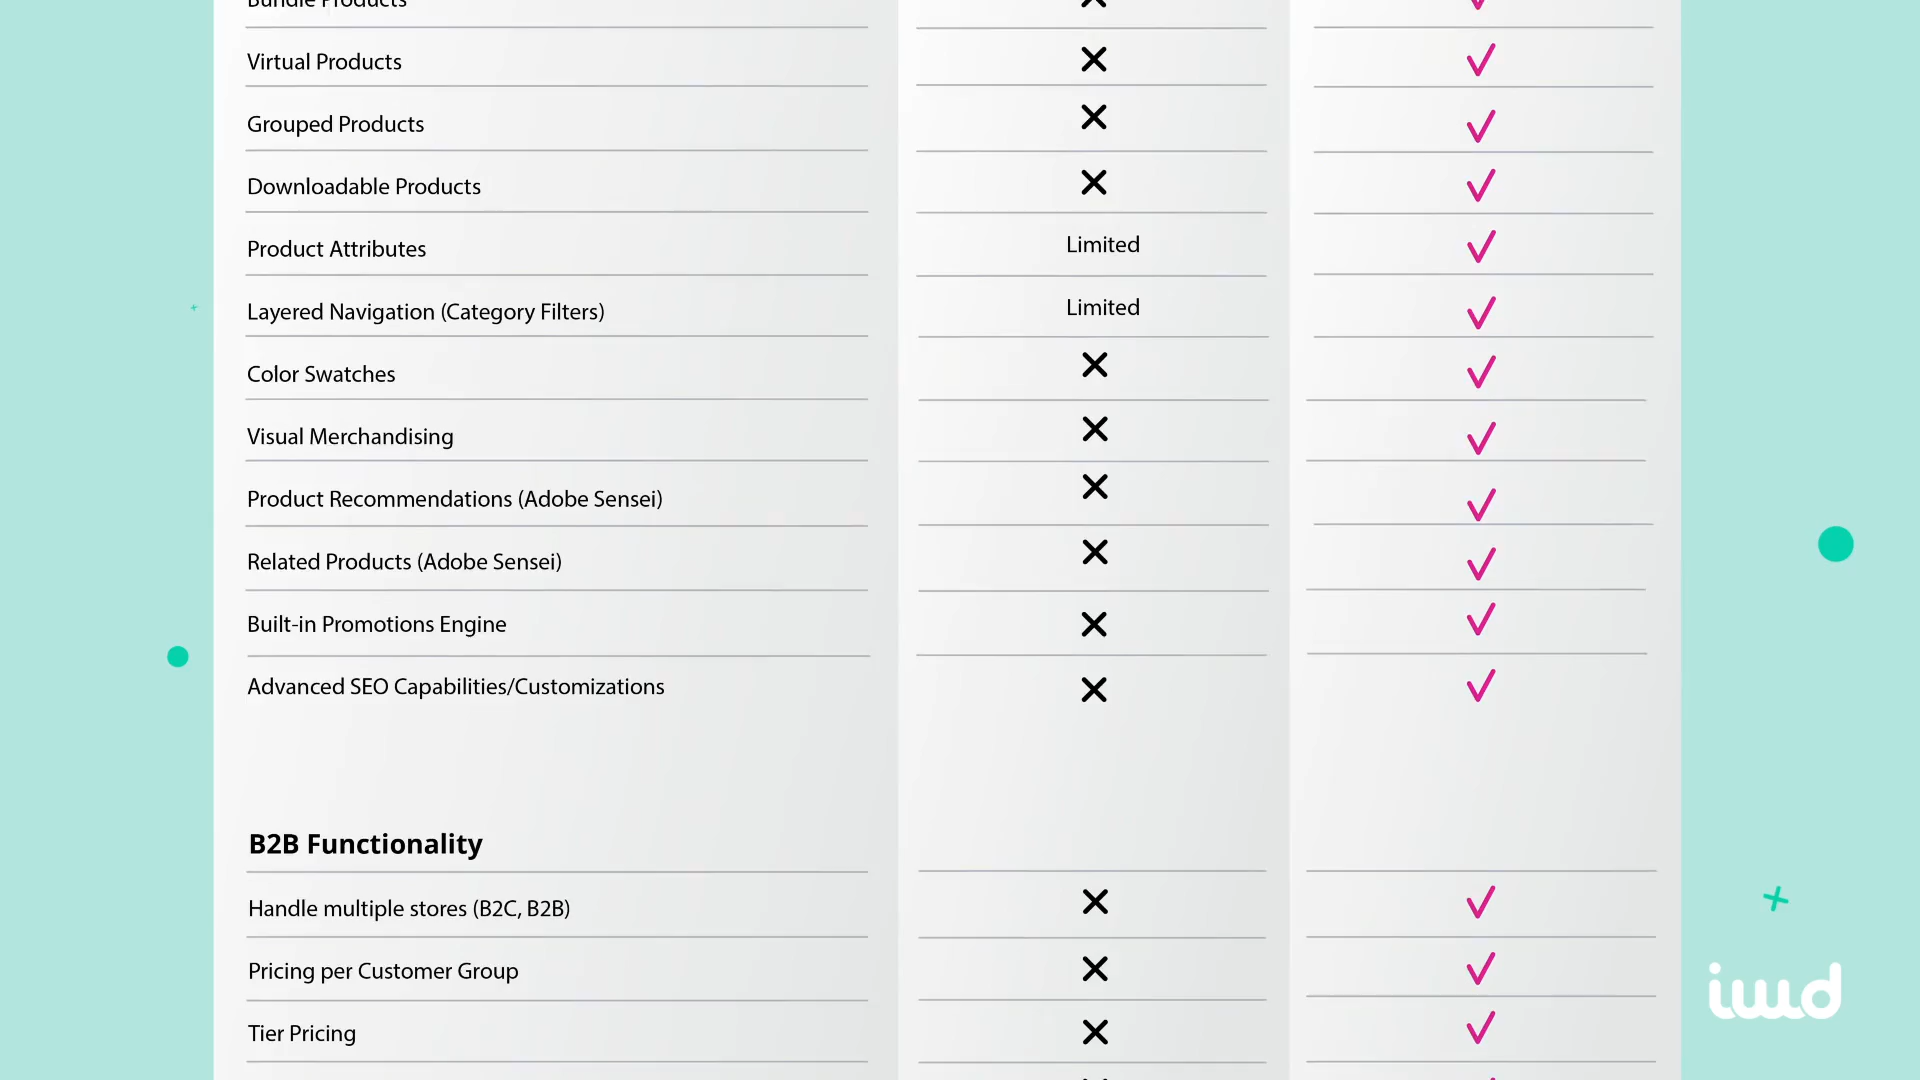 Bundle Products
Virtual Products
Grouped Products
Downloadable Products
Product Attributes Limited
Layered Navigation (Category Filters) Limited
Color Swatches
Visual Merchandising
Product Recommendations (Adobe Sensei)
Related Products (Adobe Sensei)
Built-in Promotions Engine
Advanced SEO Capabilities/Customizations
B2B Functionality
Handle multiple stores (B2C, B2B)
Pricing per Customer Group
Tier Pricing
iwd